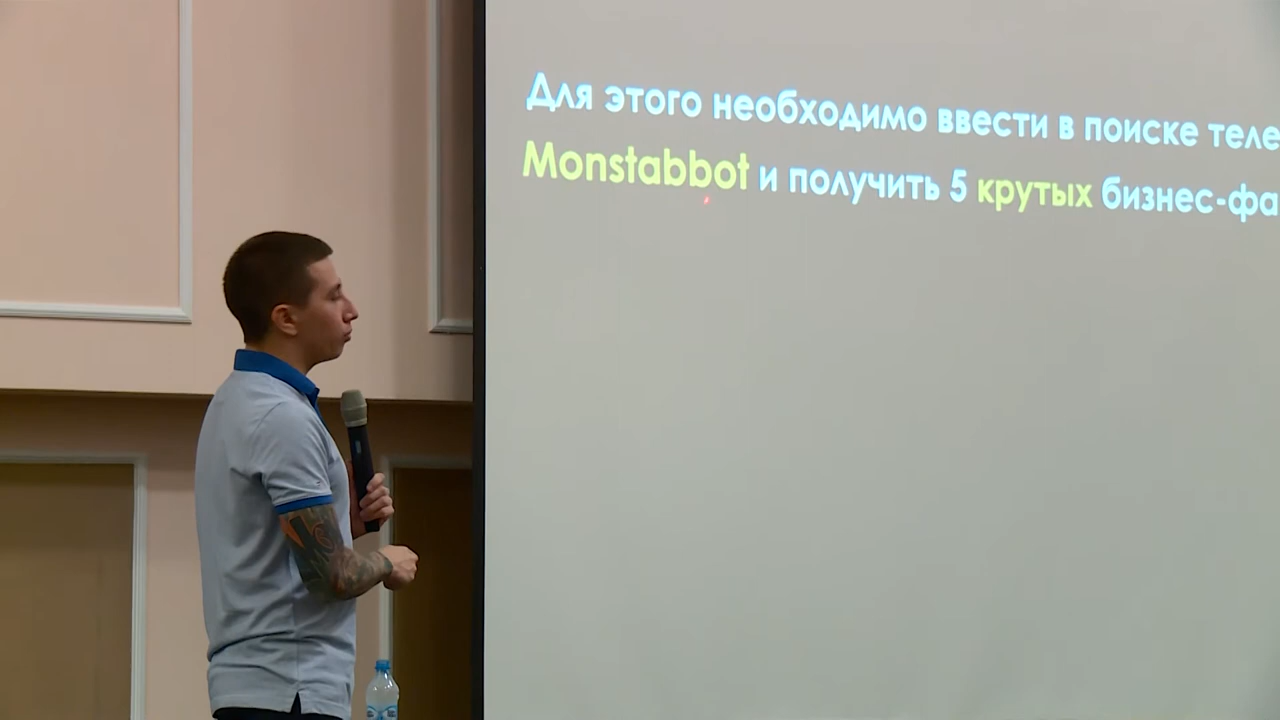 Для этого необходимо ввести в поиске теле
Monstabbot и получить 5 крутых бизнес-фа